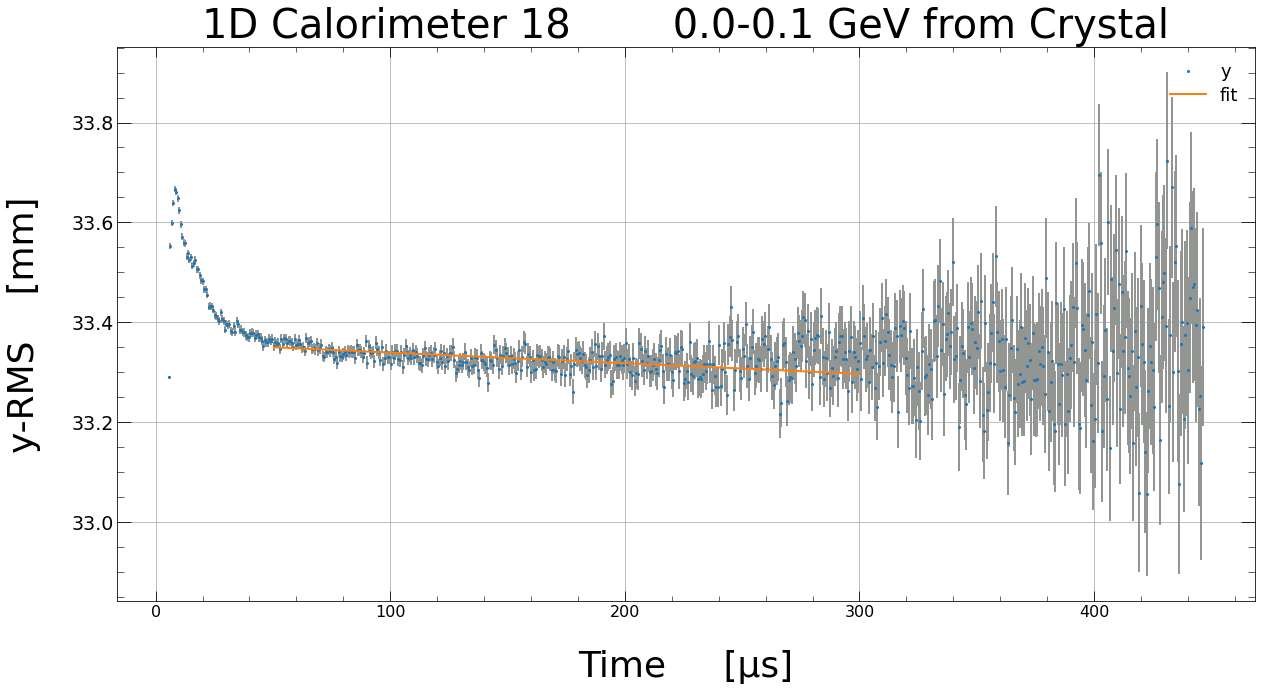 1D Calorimeter 18 0.0-0.1 GeV from Crystal
y
fit
y-RMS [mm]
33.8
33.6
33.4
33.2
33.0
0 100 200 300 400
Time [μs]